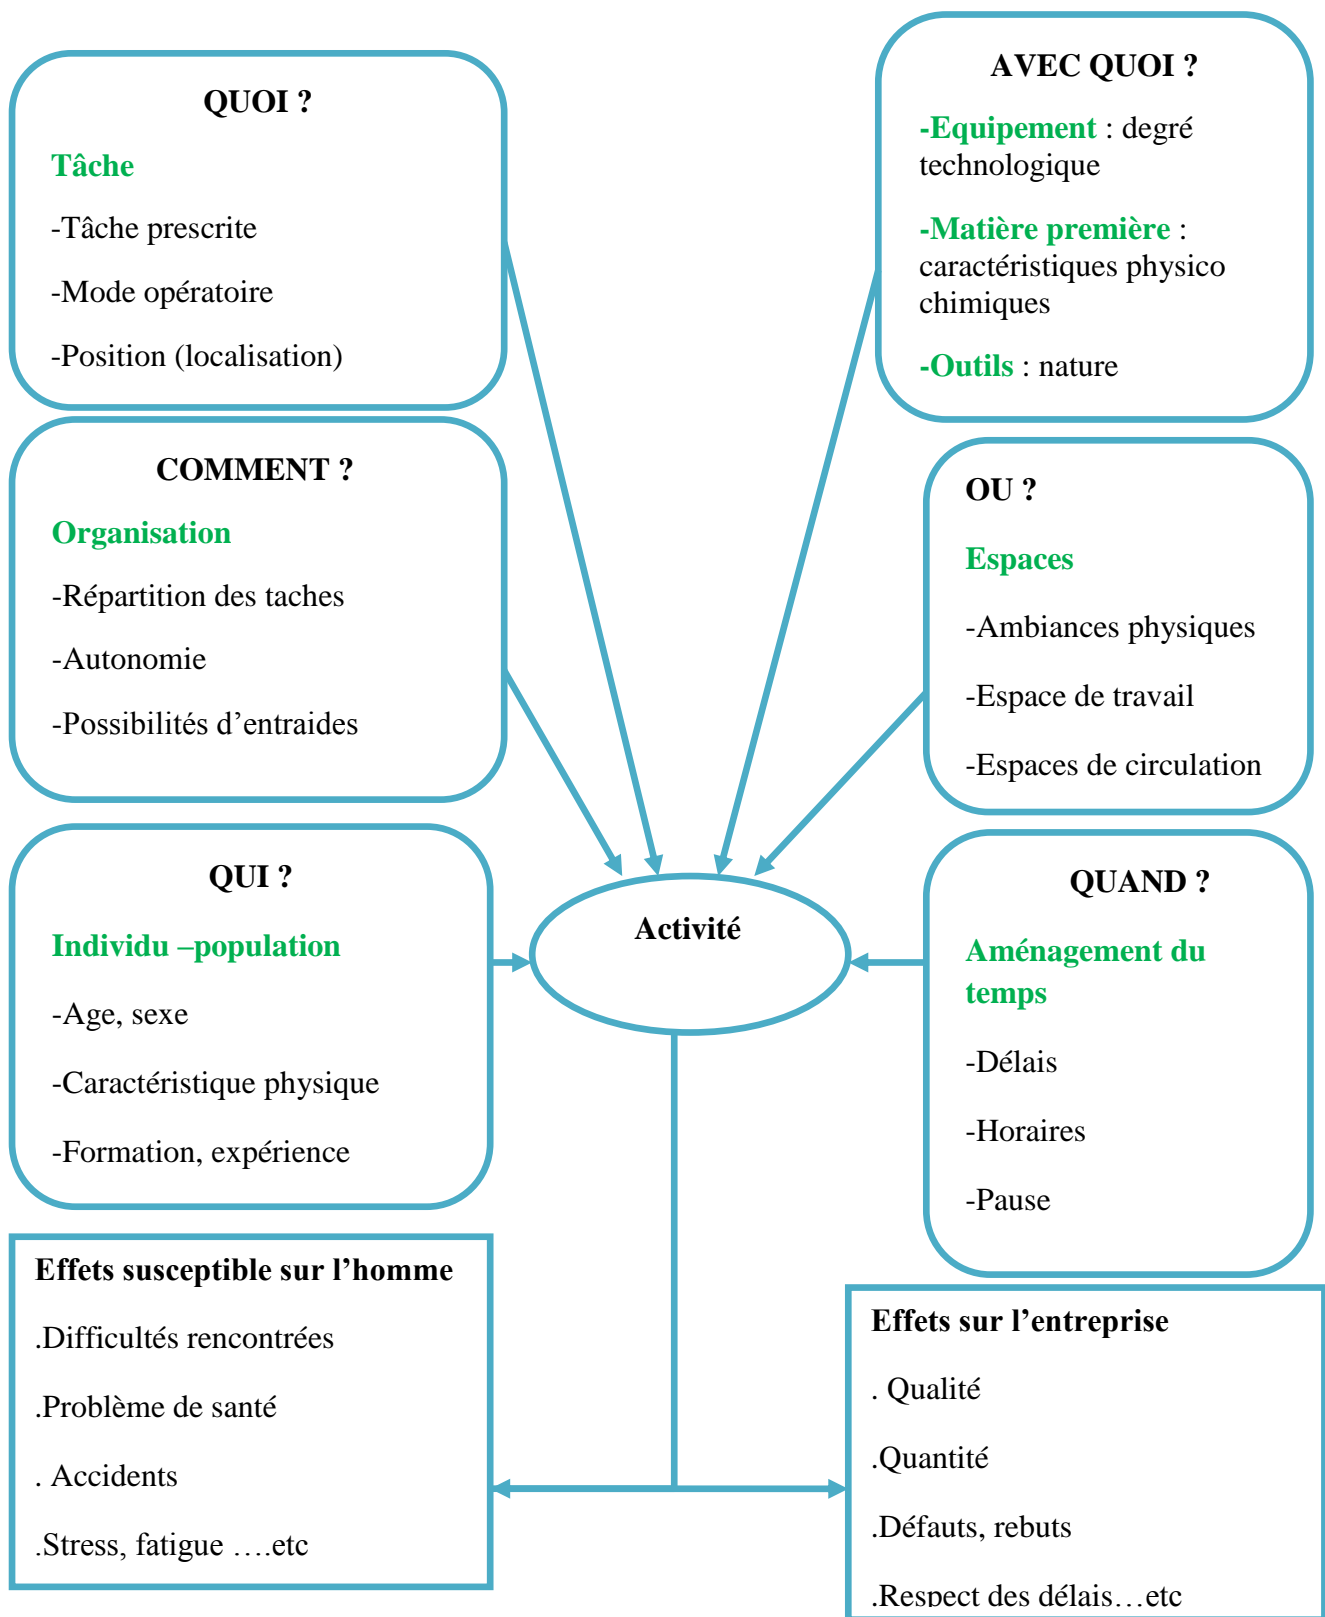 QUOI ?
Tâche
-Tâche prescrite
-Mode opératoire
-Position (localisation)
AVEC QUOI ?
-Equipement : degré
technologique
-Matière première :
caractéristiques physico
chimiques
-Outils : nature
COMMENT ?
Organisation
-Répartition des taches
-Autonomie
-Possibilités d’entraides
OU ?
Espaces
-Ambiances physiques
-Espace de travail
-Espaces de circulation
QUI ?
Individu –population
-Age, sexe
-Caractéristique physique
-Formation, expérience
Activité
QUAND ?
Aménagement du
temps
-Délais
-Horaires
-Pause
Effets susceptible sur l’homme
.Difficultés rencontrées
.Problème de santé
. Accidents
.Stress, fatigue ….etc
Effets sur l’entreprise
. Qualité
.Quantité
.Défauts, rebuts
.Respect des délais…etc